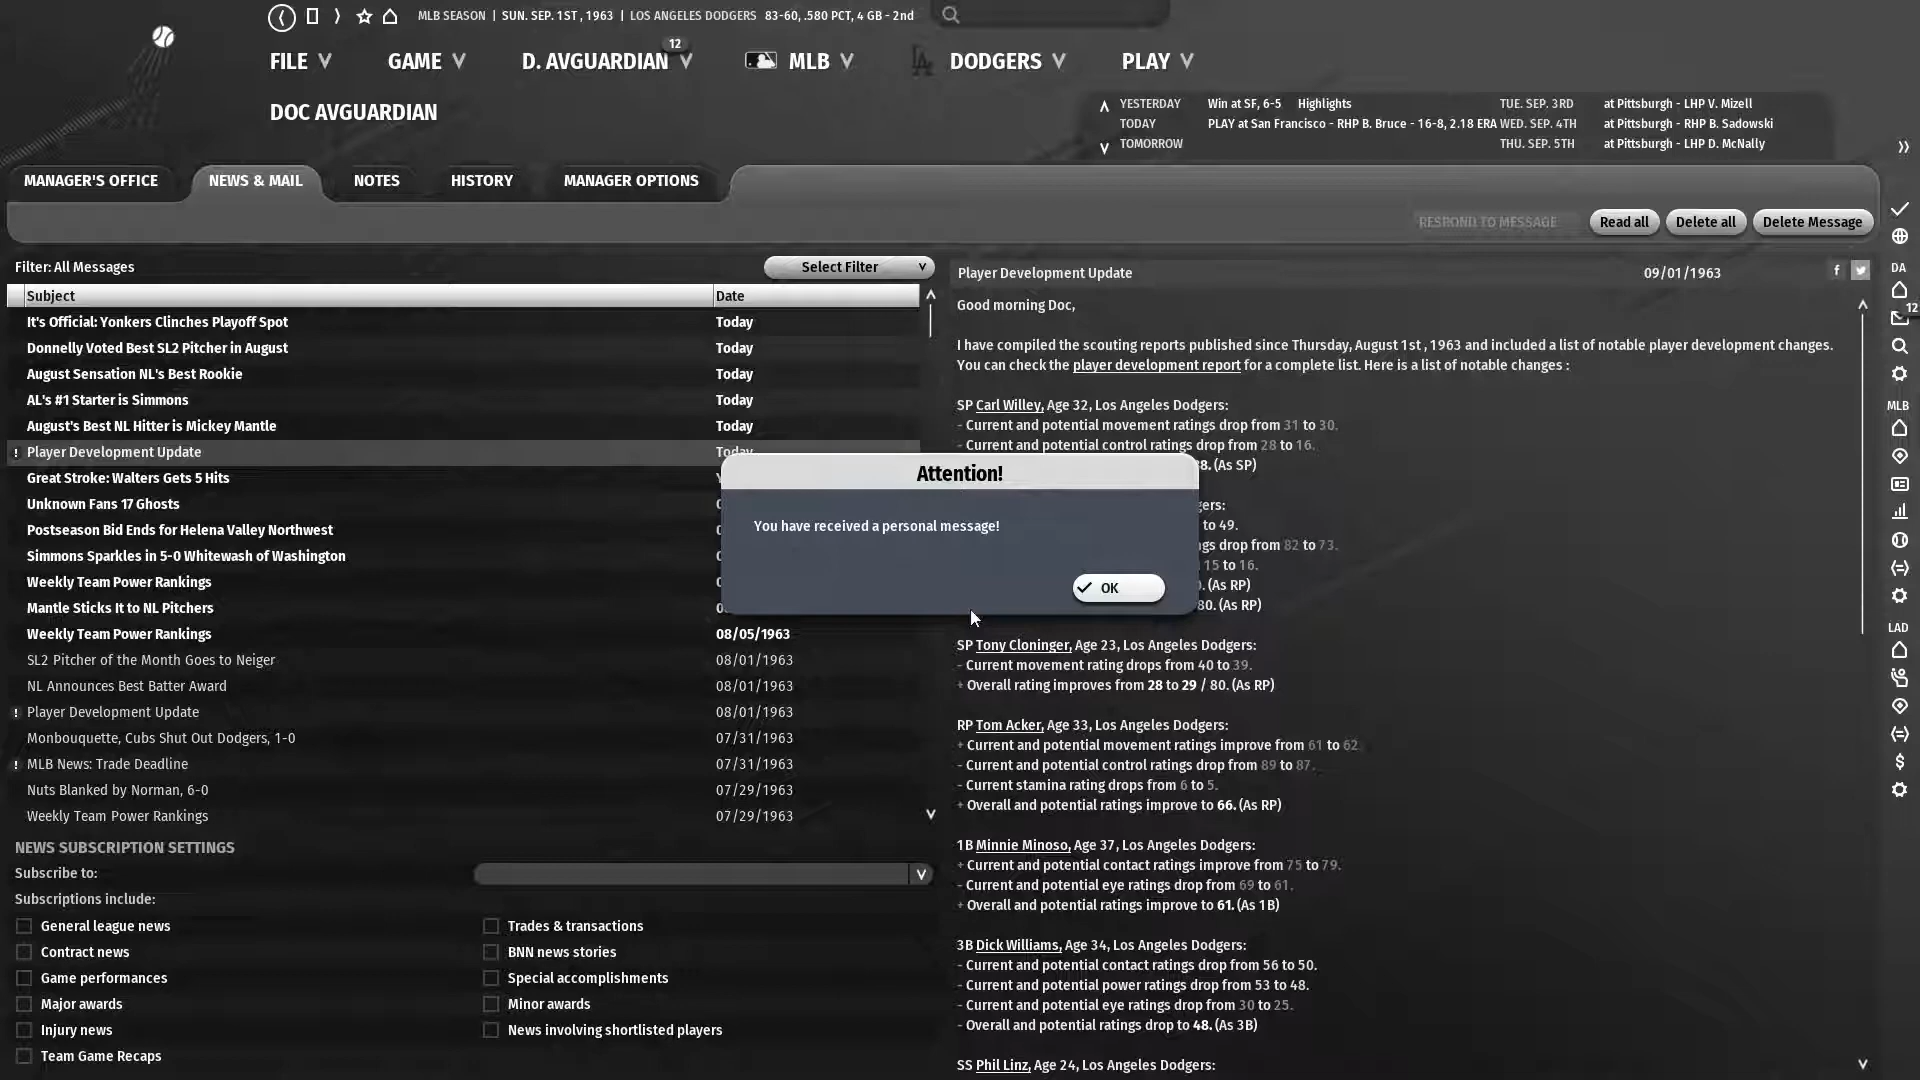 MLB SEASON | SUN. SEP. 1ST , 1963 | LOS ANGELES DODGERS 83-60, .580 PCT, 4 GB - 2nd
FILE GAME D. AVGUARDIAN 12 MLB DODGERS PLAY
DOC AVGUARDIAN
YESTERDAY Win at SF, 6-5 Highlights TUE. SEP. 3RD at Pittsburgh - LHP V. Mizell
TODAY PLAY at San Francisco - RHP B. Bruce - 16-8, 2.18 ERA WED. SEP. 4TH at Pittsburgh - RHP B. Sadowski
TOMORROW THU. SEP. 5TH at Pittsburgh - LHP D. McNally
MANAGER'S OFFICE NEWS & MAIL NOTES HISTORY MANAGER OPTIONS
RESPOND TO MESSAGE Read all Delete all Delete Message
Filter: All Messages Select Filter
Subject Date
It's Official: Yonkers Clinches Playoff Spot Today
Donnelly Voted Best SL2 Pitcher in August Today
August Sensation NL's Best Rookie Today
AL's #1 Starter is Simmons Today
August's Best NL Hitter is Mickey Mantle Today
! Player Development Update Today
Great Stroke: Walters Gets 5 Hits
Unknown Fans 17 Ghosts
Postseason Bid Ends for Helena Valley Northwest
Simmons Sparkles in 5-0 Whitewash of Washington
Weekly Team Power Rankings
Mantle Sticks It to NL Pitchers
Weekly Team Power Rankings 08/05/1963
SL2 Pitcher of the Month Goes to Neiger 08/01/1963
NL Announces Best Batter Award 08/01/1963
! Player Development Update 08/01/1963
Monbouquette, Cubs Shut Out Dodgers, 1-0 07/31/1963
! MLB News: Trade Deadline 07/31/1963
Nuts Blanked by Norman, 6-0 07/29/1963
Weekly Team Power Rankings 07/29/1963
NEWS SUBSCRIPTION SETTINGS
Subscribe to:
Subscriptions include:
General league news Trades & transactions
Contract news BNN news stories
Game performances Special accomplishments
Major awards Minor awards
Injury news News involving shortlisted players
Team Game Recaps
Player Development Update 09/01/1963
Good morning Doc,
I have compiled the scouting reports published since Thursday, August 1st , 1963 and included a list of notable player development changes.
You can check the player development report for a complete list. Here is a list of notable changes :
SP Carl Willey, Age 32, Los Angeles Dodgers:
- Current and potential movement ratings drop from 31 to 30.
- Current and potential control ratings drop from 28 to 16.
8. (As SP)
gers:
to 49.
gs drop from 82 to 73.
15 to 16.
. (As RP)
80. (As RP)
Attention!
You have received a personal message!
OK
SP Tony Cloninger, Age 23, Los Angeles Dodgers:
- Current movement rating drops from 40 to 39.
+ Overall rating improves from 28 to 29 / 80. (As RP)
RP Tom Acker, Age 33, Los Angeles Dodgers:
+ Current and potential movement ratings improve from 61 to 62
- Current and potential control ratings drop from 89 to 87.
- Current stamina rating drops from 6 to 5.
+ Overall and potential ratings improve to 66. (As RP)
1B Minnie Minoso, Age 37, Los Angeles Dodgers:
+ Current and potential contact ratings improve from 75 to 79.
- Current and potential eye ratings drop from 69 to 61.
+ Overall and potential ratings improve to 61. (As 1B)
3B Dick Williams, Age 34, Los Angeles Dodgers:
- Current and potential contact ratings drop from 56 to 50.
- Current and potential power ratings drop from 53 to 48.
- Current and potential eye ratings drop from 30 to 25.
- Overall and potential ratings drop to 48. (As 3B)
SS Phil Linz, Age 24, Los Angeles Dodgers:
DA
12
MLB
LAD